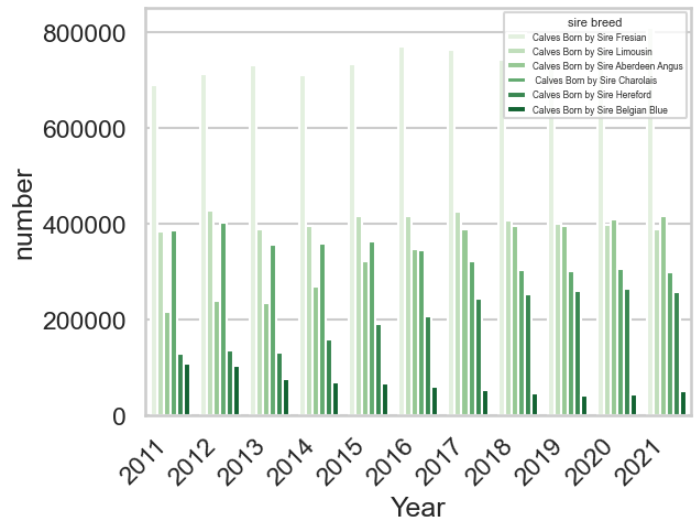 sire breed
Calves Born by Sire Fresian
Calves Born by Sire Limousin
Calves Born by Sire Aberdeen Angus
Calves Born by Sire Charolais
Calves Born by Sire Hereford
Calves Born by Sire Belgian Blue
800000
600000
400000
200000
0
number
2011
2012
2013
2014
2015
2016
2017
2018
2019
2020
2021
Year